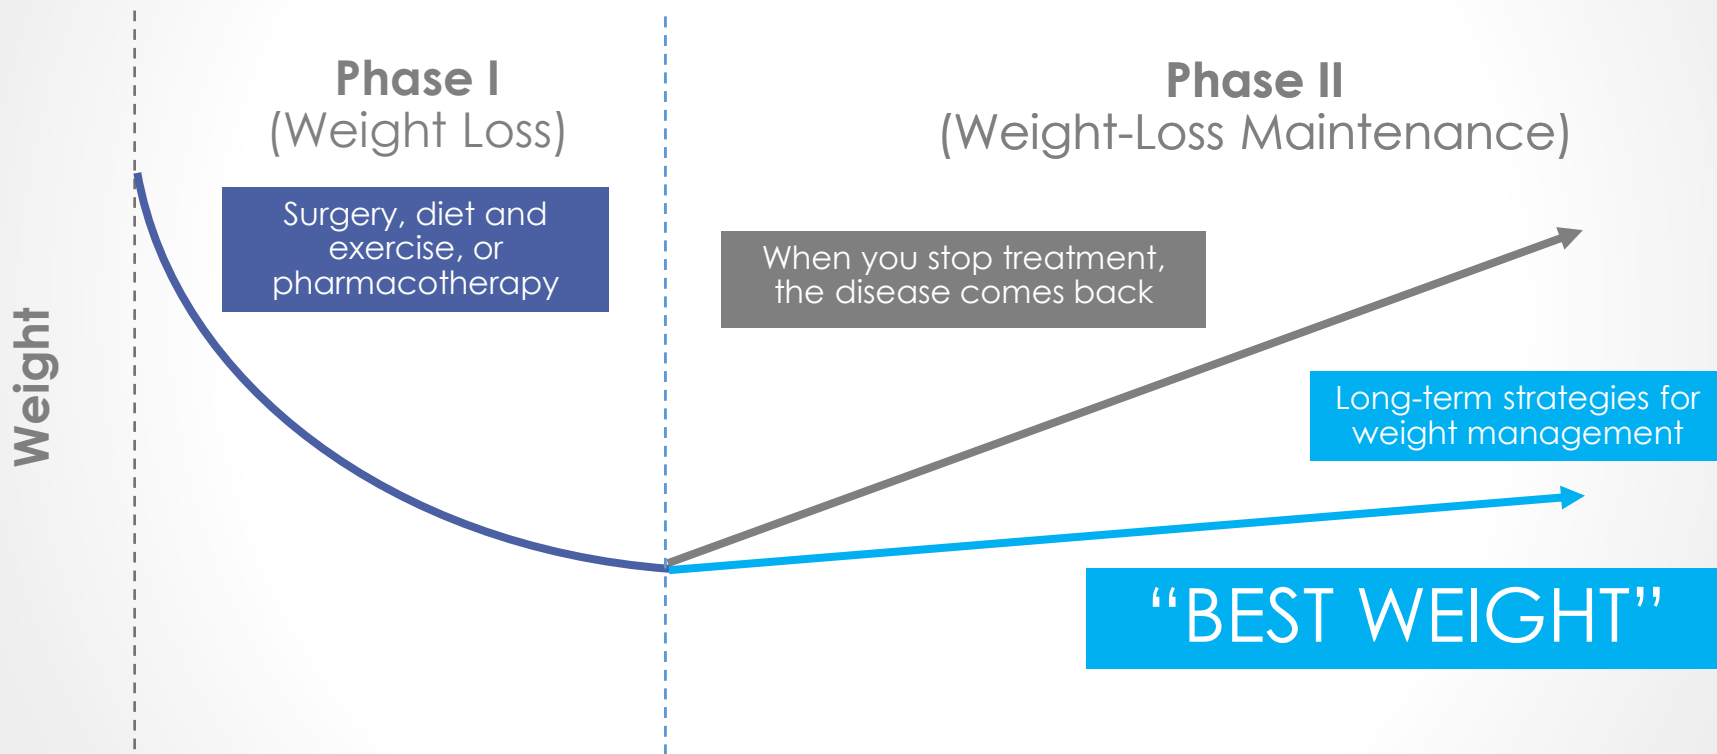 Phase I
(Weight Loss)
Phase II
(Weight-Loss Maintenance)
Surgery, diet and
exercise, or
pharmacotherapy
When you stop treatment,
the disease comes back
Weight
Long-term strategies for
weight management
“BEST WEIGHT”